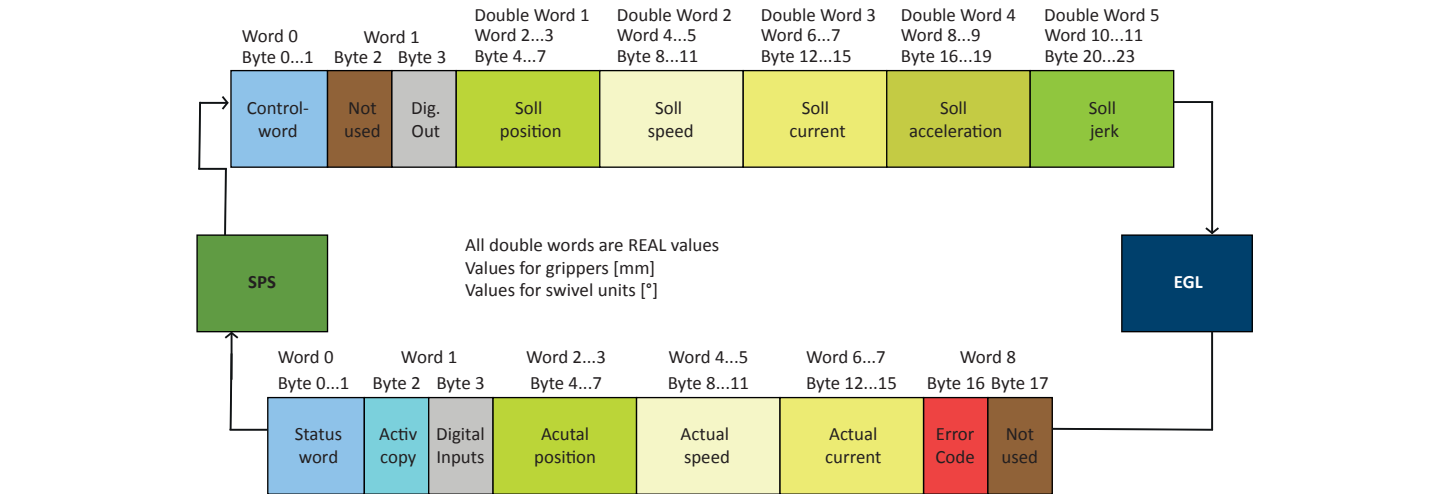 Double Word 1 Double Word 2 Double Word 3 Double Word 4 Double Word 5
Word 0 Word 1 Word 2...3 Word 4...5 Word 6...7 Word 8...9 Word 10...11
Byte 0...1 Byte 2 Byte 3 Byte 4...7 Byte 8...11 Byte 12...15 Byte 16...19 Byte 20...23
Control- Not Dig. Soll Soll Soll Soll Soll
word used Out position speed current acceleration jerk
All double words are REAL values
Values for grippers [mm]
Values for swivel units [°]
SPS
EGL
Word 0 Word 1 Word 2...3 Word 4...5 Word 6...7 Word 8
Byte 0...1 Byte 2 Byte 3 Byte 4...7 Byte 8...11 Byte 12...15 Byte 16 Byte 17
Status Activ Digital Acutal Actual Actual Error Not
word copy Inputs position speed current Code used